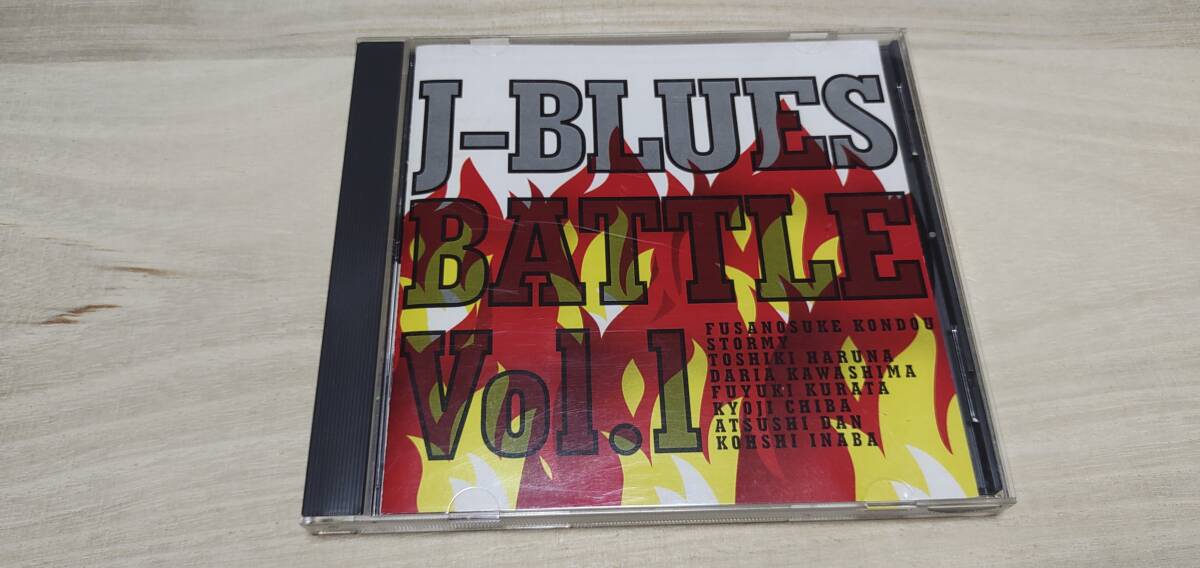 J-BLUES
BATTLE
Vol.1
FUSANOSUKE KONDOU
STORMY
TOSHIKI HARUNA
DARIA KAWASHIMA
FUYUKI KURATA
KYOJI CHIBA
ATSUSHI DAN
KOHSHI INABA